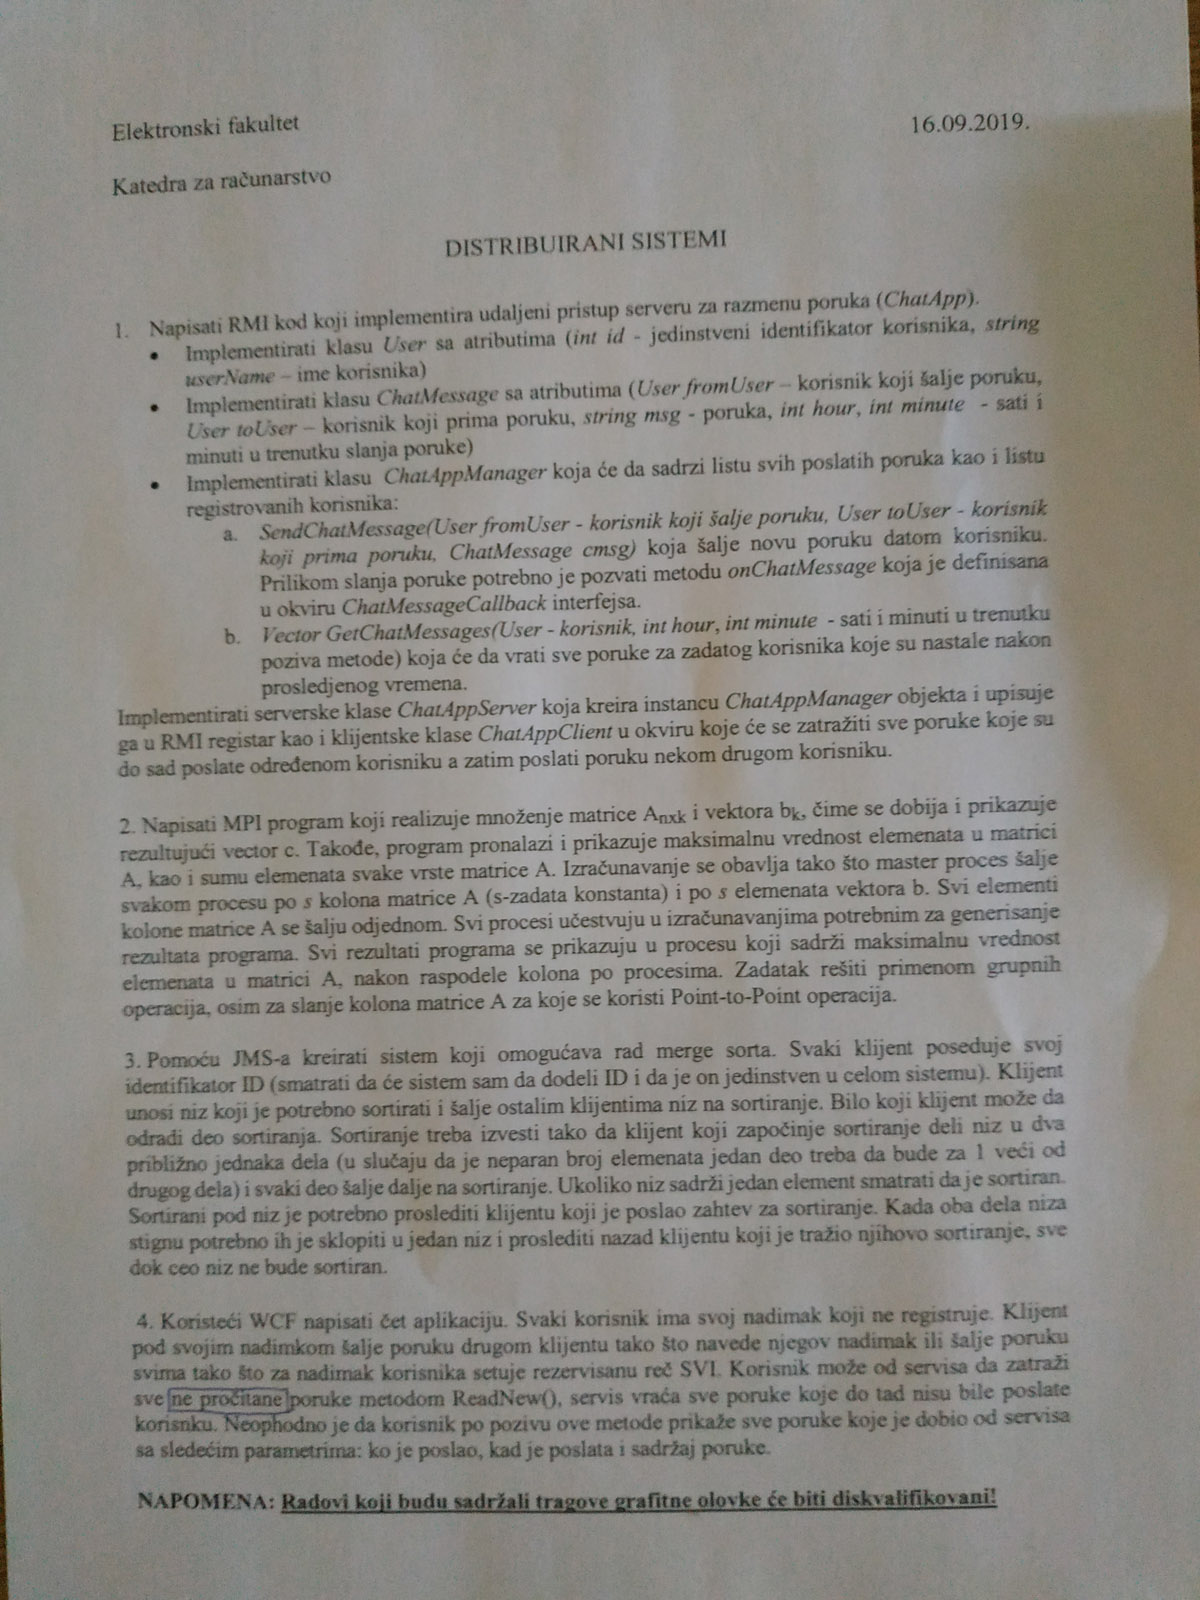 Elektronski fakultet
16.09.2019.
Katedra za računarstvo
DISTRIBUIRANI SISTEMI
1. Napisati RMI kod koji implementira udaljeni pristup serveru za razmenu poruka (ChatApp).
• Implementirati klasu User sa atributima (int id - jedinstveni identifikator korisnika, string
userName – ime korisnika)
• Implementirati klasu ChatMessage sa atributima (User fromUser – korisnik koji šalje poruku,
User toUser – korisnik koji prima poruku, string msg - poruka, int hour, int minute - sati i
minuti u trenutku slanja poruke)
• Implementirati klasu ChatAppManager koja će da sadrzi listu svih poslatih poruka kao i listu
registrovanih korisnika:
a. SendChatMessage(User fromUser - korisnik koji šalje poruku, User toUser - korisnik
koji prima poruku, ChatMessage cmsg) koja šalje novu poruku datom korisniku.
Prilikom slanja poruke potrebno je pozvati metodu onChatMessage koja je definisana
u okviru ChatMessageCallback interfejsa.
b. Vector GetChatMessages(User - korisnik, int hour, int minute - sati i minuti u trenutku
poziva metode) koja će da vrati sve poruke za zadatog korisnika koje su nastale nakon
prosledjenog vremena.
Implementirati serverske klase ChatAppServer koja kreira instancu ChatAppManager objekta i upisuje
ga u RMI registar kao i klijentske klase ChatAppClient u okviru koje će se zatražiti sve poruke koje su
do sad poslate određenom korisniku a zatim poslati poruku nekom drugom korisniku.
2. Napisati MPI program koji realizuje množenje matrice Anxk i vektora bk, čime se dobija i prikazuje
rezultujući vector c. Takođe, program pronalazi i prikazuje maksimalnu vrednost elemenata u matrici
A, kao i sumu elemenata svake vrste matrice A. Izračunavanje se obavlja tako što master proces šalje
svakom procesu po s kolona matrice A (s-zadata konstanta) i po s elemenata vektora b. Svi elementi
kolone matrice A se šalju odjednom. Svi procesi učestvuju u izračunavanjima potrebnim za generisanje
rezultata programa. Svi rezultati programa se prikazuju u procesu koji sadrži maksimalnu vrednost
elemenata u matrici A, nakon raspodele kolona po procesima. Zadatak rešiti primenom grupnih
operacija, osim za slanje kolona matrice A za koje se koristi Point-to-Point operacija.
3. Pomoću JMS-a kreirati sistem koji omogućava rad merge sorta. Svaki klijent poseduje svoj
identifikator ID (smatrati da će sistem sam da dodeli ID i da je on jedinstven u celom sistemu). Klijent
unosi niz koji je potrebno sortirati i šalje ostalim klijentima niz na sortiranje. Bilo koji klijent može da
odradi deo sortiranja. Sortiranje treba izvesti tako da klijent koji započinje sortiranje deli niz u dva
približno jednaka dela (u slučaju da je neparan broj elemenata jedan deo treba da bude za 1 veći od
drugog dela) i svaki deo šalje dalje na sortiranje. Ukoliko niz sadrži jedan element smatrati da je sortiran.
Sortirani pod niz je potrebno proslediti klijentu koji je poslao zahtev za sortiranje. Kada oba dela niza
stignu potrebno ih je sklopiti u jedan niz i proslediti nazad klijentu koji je tražio njihovo sortiranje, sve
dok ceo niz ne bude sortiran.
4. Koristeći WCF napisati čet aplikaciju. Svaki korisnik ima svoj nadimak koji ne registruje. Klijent
pod svojim nadimkom šalje poruku drugom klijentu tako što navede njegov nadimak ili šalje poruku
svima tako što za nadimak korisnika setuje rezervisanu reč SVI. Korisnik može od servisa da zatraži
sve ne pročitane poruke metodom ReadNew(), servis vraća sve poruke koje do tad nisu bile poslate
korisnku. Neophodno je da korisnik po pozivu ove metode prikaže sve poruke koje je dobio od servisa
sa sledećim parametrima: ko je poslao, kad je poslata i sadržaj poruke.
NAPOMENA: Radovi koji budu sadržali tragove grafitne olovke će biti diskvalifikovani!